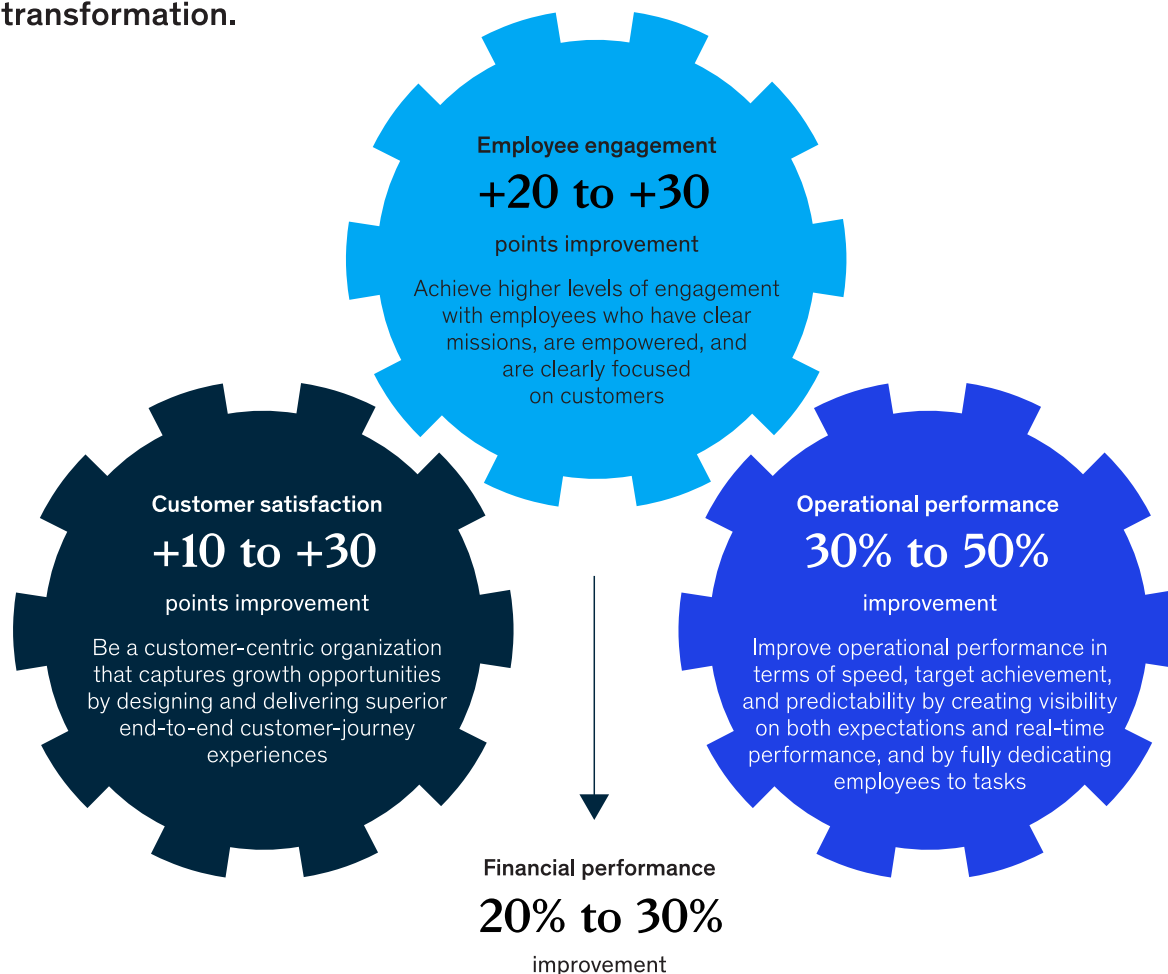 transformation.
Employee engagement
+20 to +30
points improvement
Achieve higher levels of engagement
with employees who have clear
missions, are empowered, and
are clearly focused
on customers
Customer satisfaction
+10 to +30
points improvement
Be a customer-centric organization
that captures growth opportunities
by designing and delivering superior
end-to-end customer-journey
experiences
Operational performance
30% to 50%
improvement
Improve operational performance in
terms of speed, target achievement,
and predictability by creating visibility
on both expectations and real-time
performance, and by fully dedicating
employees to tasks
Financial performance
20% to 30%
improvement